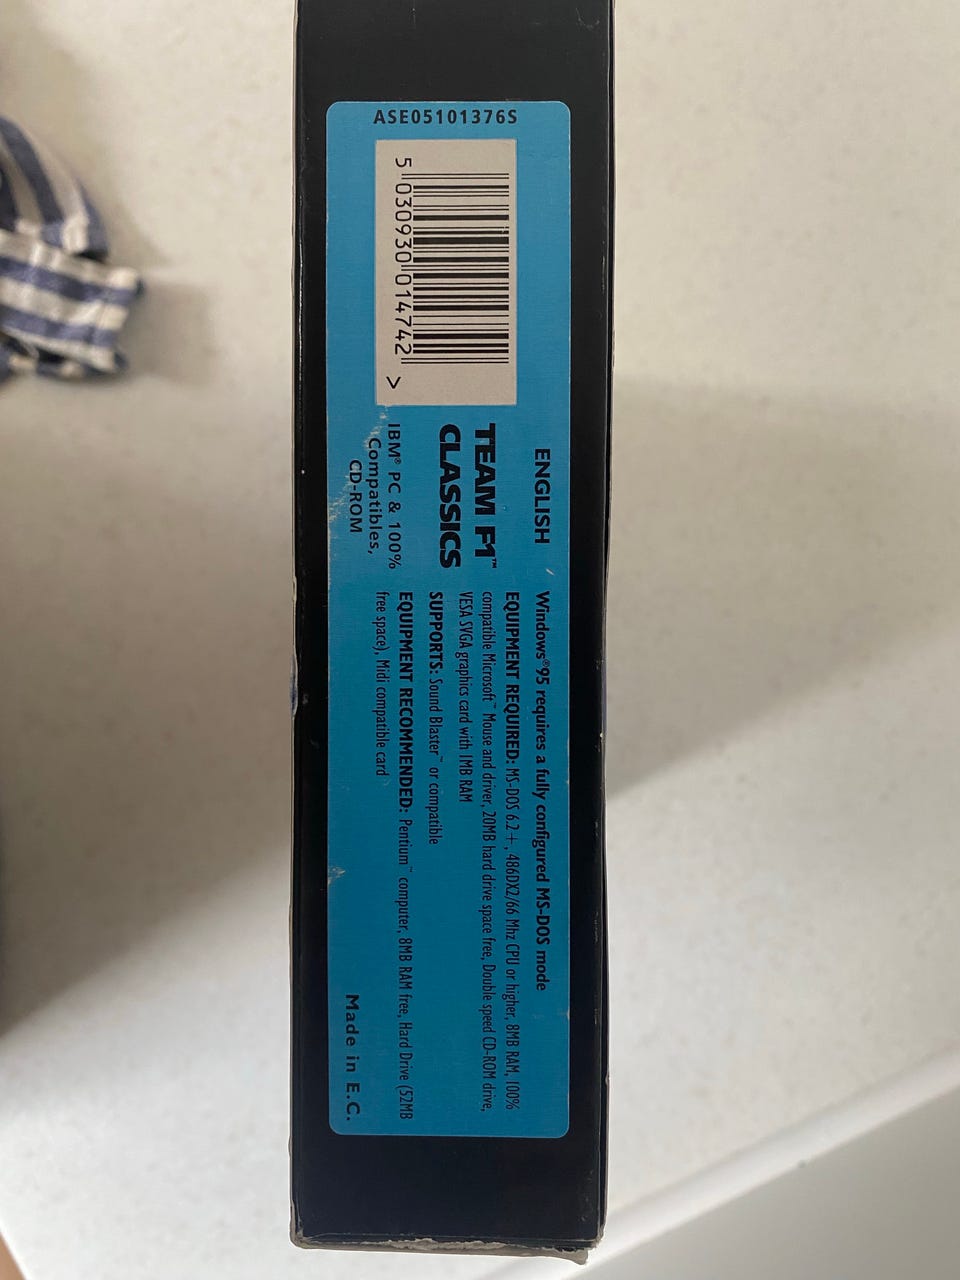 ASE05101376S
5 030930 014742 >
ENGLISH
TEAM F1™
CLASSICS
IBM® PC & 100%
Compatibles,
CD-ROM
Windows®95 requires a fully configured MS-DOS mode
EQUIPMENT REQUIRED: MS-DOS 6.2+, 486DX2/66 Mhz CPU or higher, 8MB RAM, 100%
compatible Microsoft™ Mouse and driver, 20MB hard drive space free, Double speed CD-ROM drive,
VESA SVGA graphics card with 1MB RAM
SUPPORTS: Sound Blaster™ or compatible
EQUIPMENT RECOMMENDED: Pentium™ computer, 8MB RAM free, Hard Drive (52MB
free space), Midi compatible card
Made in E.C.